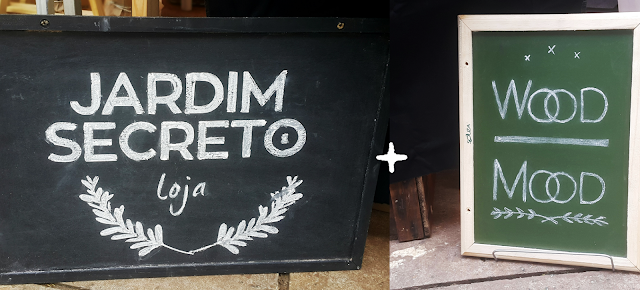 JARDIM
SECRETO
loja
+
WOOD
MOOD